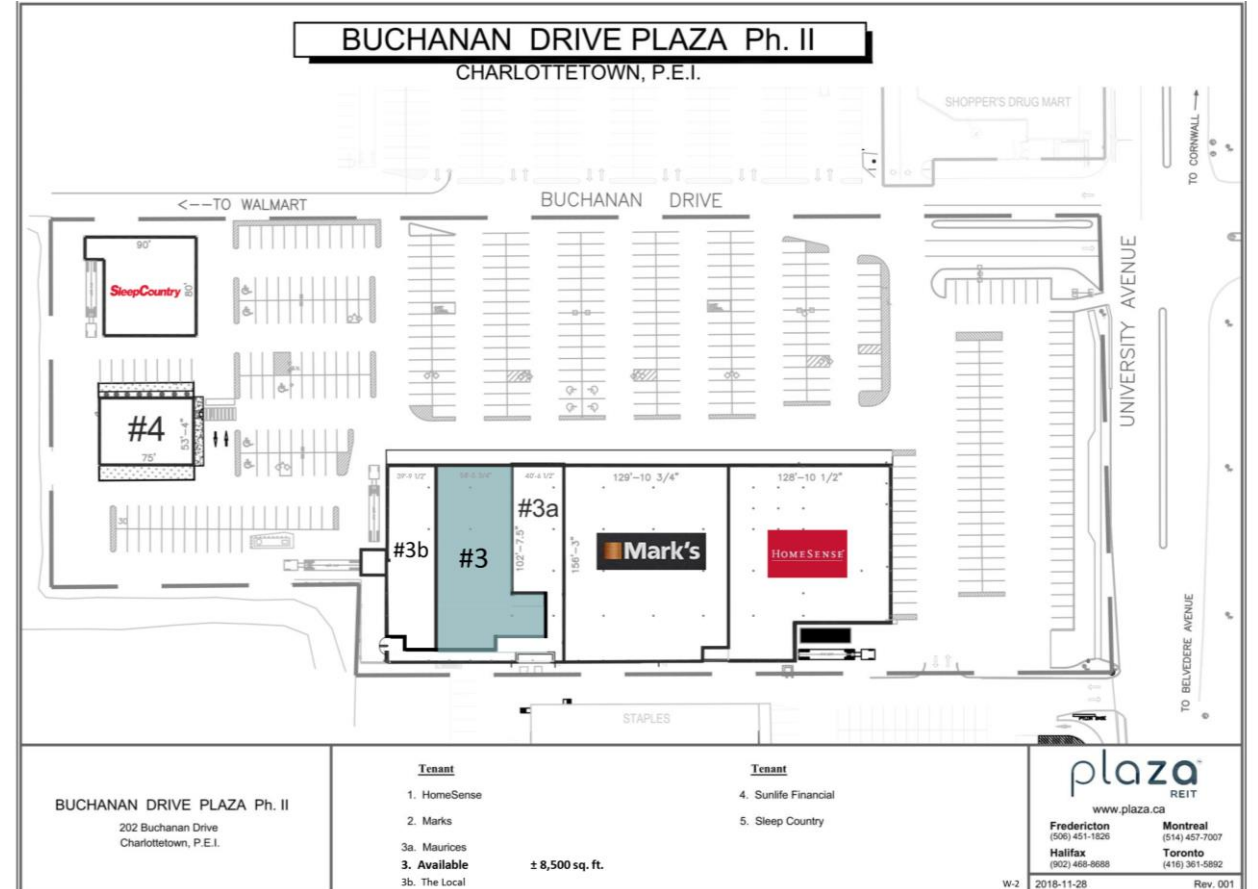 BUCHANAN DRIVE PLAZA Ph. II
CHARLOTTETOWN, P.E.I.
SHOPPER'S DRUG MART
TO CORNWALL
<--TO WALMART
BUCHANAN DRIVE
UNIVERSITY AVENUE
90'
SleepCountry
80'
#4
53'-4"
75'
30
#3b
#3
40'-4 1/2"
#3a
102'-7.5"
156'-3"
129'-10 3/4"
Mark's
128'-10 1/2"
HOMESENSE
TO BELVEDERE AVENUE
STAPLES
BUCHANAN DRIVE PLAZA Ph. II
202 Buchanan Drive
Charlottetown, P.E.I.
Tenant
1. HomeSense
2. Marks
3a. Maurices
3. Available ± 8,500 sq. ft.
3b. The Local
Tenant
4. Sunlife Financial
5. Sleep Country
plaza
REIT
www.plaza.ca
Fredericton
(506) 451-1826
Montreal
(514) 457-7007
Halifax
(902) 468-8688
Toronto
(416) 361-5892
W-2
2018-11-28
Rev. 001